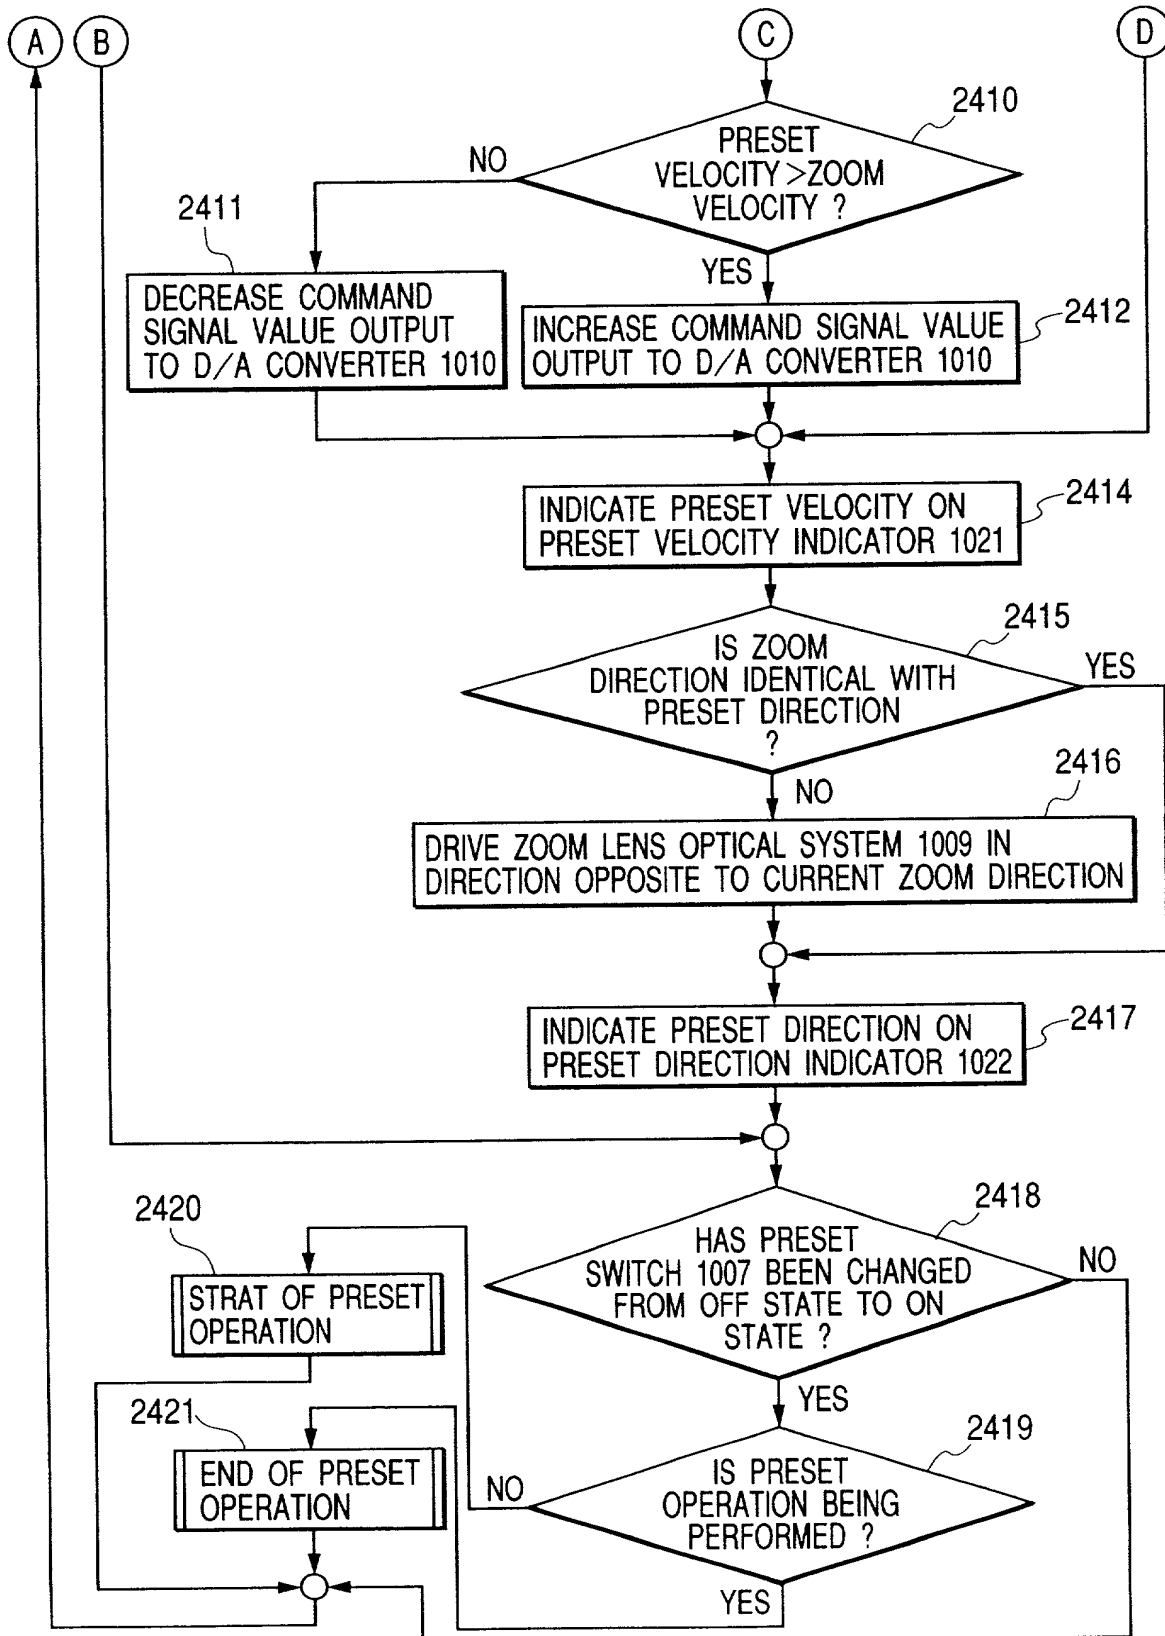 A
B
C
D
2410
PRESET
VELOCITY>ZOOM
VELOCITY ?
NO
YES
2411
DECREASE COMMAND
SIGNAL VALUE OUTPUT
TO D/A CONVERTER 1010
2412
INCREASE COMMAND SIGNAL VALUE
OUTPUT TO D/A CONVERTER 1010
2414
INDICATE PRESET VELOCITY ON
PRESET VELOCITY INDICATOR 1021
2415
IS ZOOM
DIRECTION IDENTICAL WITH
PRESET DIRECTION
?
YES
NO
2416
DRIVE ZOOM LENS OPTICAL SYSTEM 1009 IN
DIRECTION OPPOSITE TO CURRENT ZOOM DIRECTION
2417
INDICATE PRESET DIRECTION ON
PRESET DIRECTION INDICATOR 1022
2418
HAS PRESET
SWITCH 1007 BEEN CHANGED
FROM OFF STATE TO ON
STATE ?
NO
YES
2420
STRAT OF PRESET
OPERATION
2419
IS PRESET
OPERATION BEING
PERFORMED ?
NO
YES
2421
END OF PRESET
OPERATION